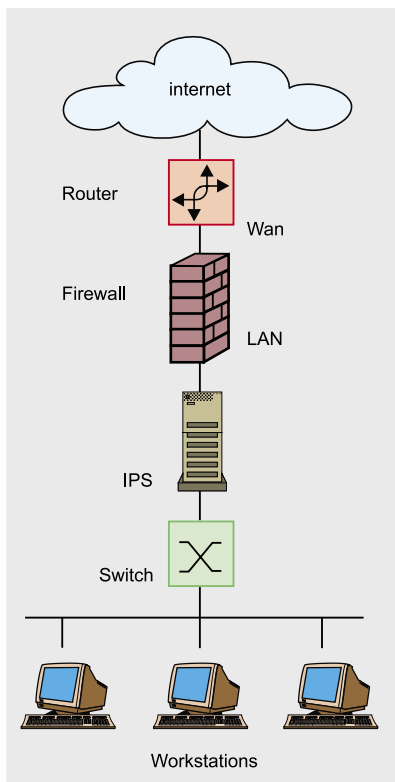 internet
Router
Wan
Firewall
LAN
IPS
Switch
Workstations